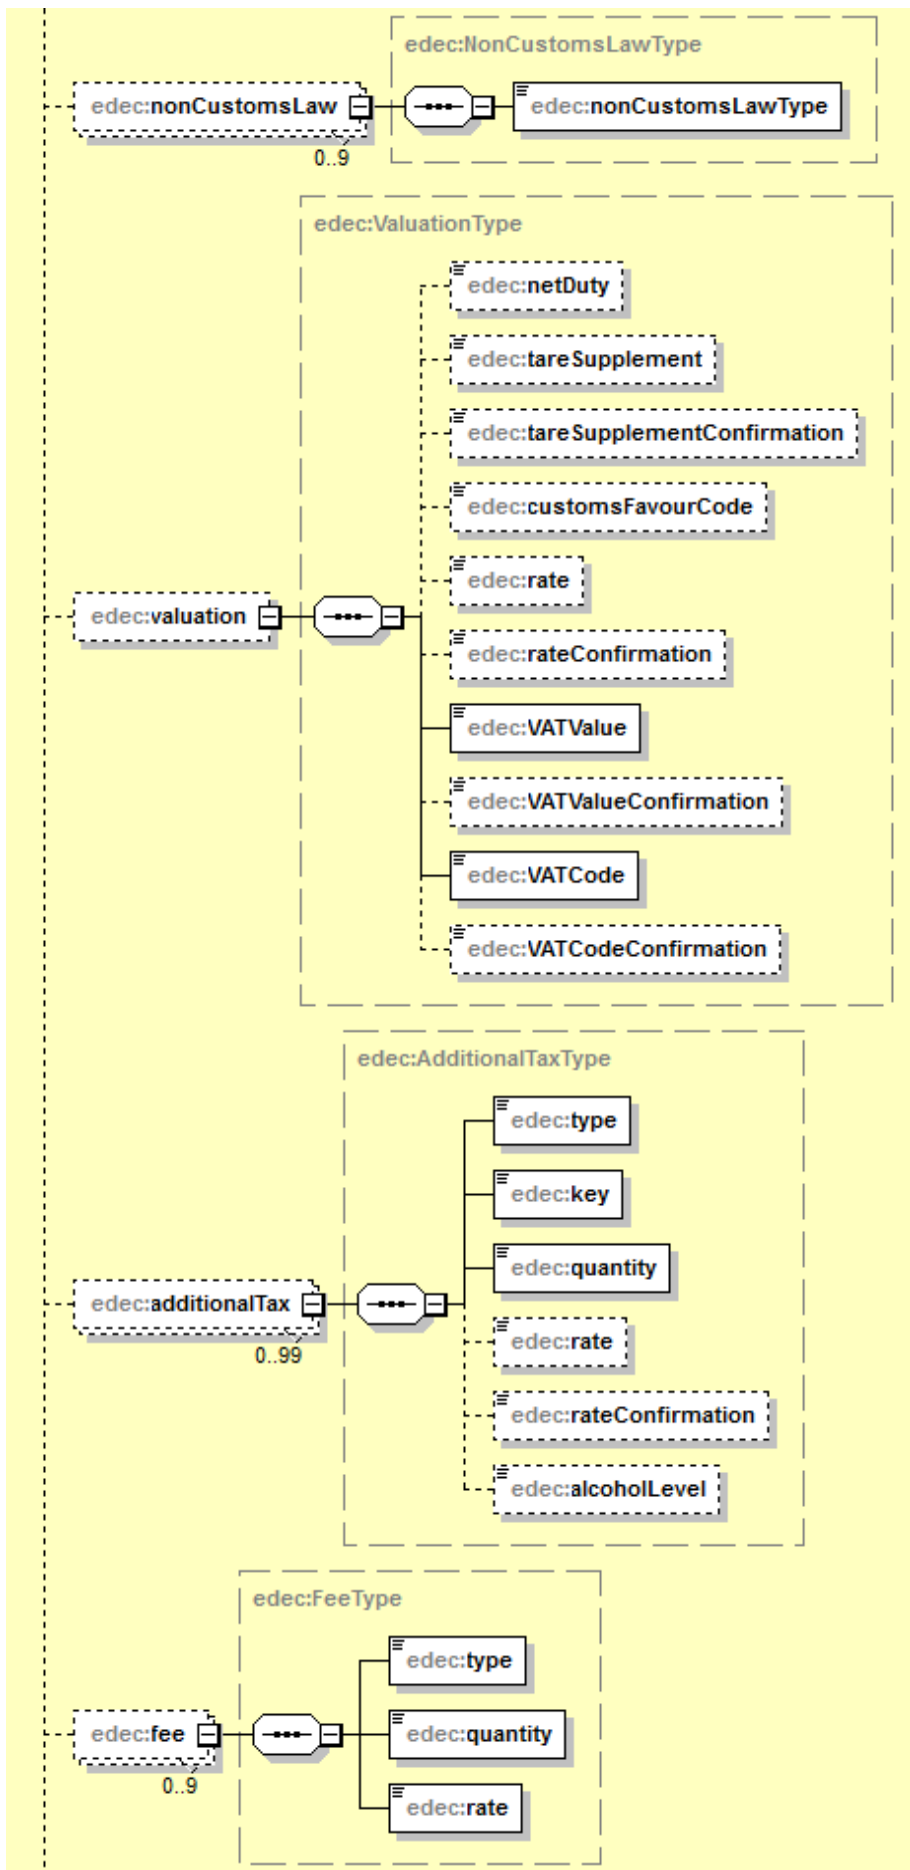 edec:NonCustomsLawType
edec:nonCustomsLaw
edec:nonCustomsLawType
0..9
edec:ValuationType
edec:netDuty
edec:tareSupplement
edec:tareSupplementConfirmation
edec:customsFavourCode
edec:rate
edec:valuation
edec:rateConfirmation
edec:VATValue
edec:VATValueConfirmation
edec:VATCode
edec:VATCodeConfirmation
edec:AdditionalTaxType
edec:type
edec:key
edec:quantity
edec:additionalTax
0..99
edec:rate
edec:rateConfirmation
edec:alcoholLevel
edec:FeeType
edec:type
edec:fee
edec:quantity
0..9
edec:rate